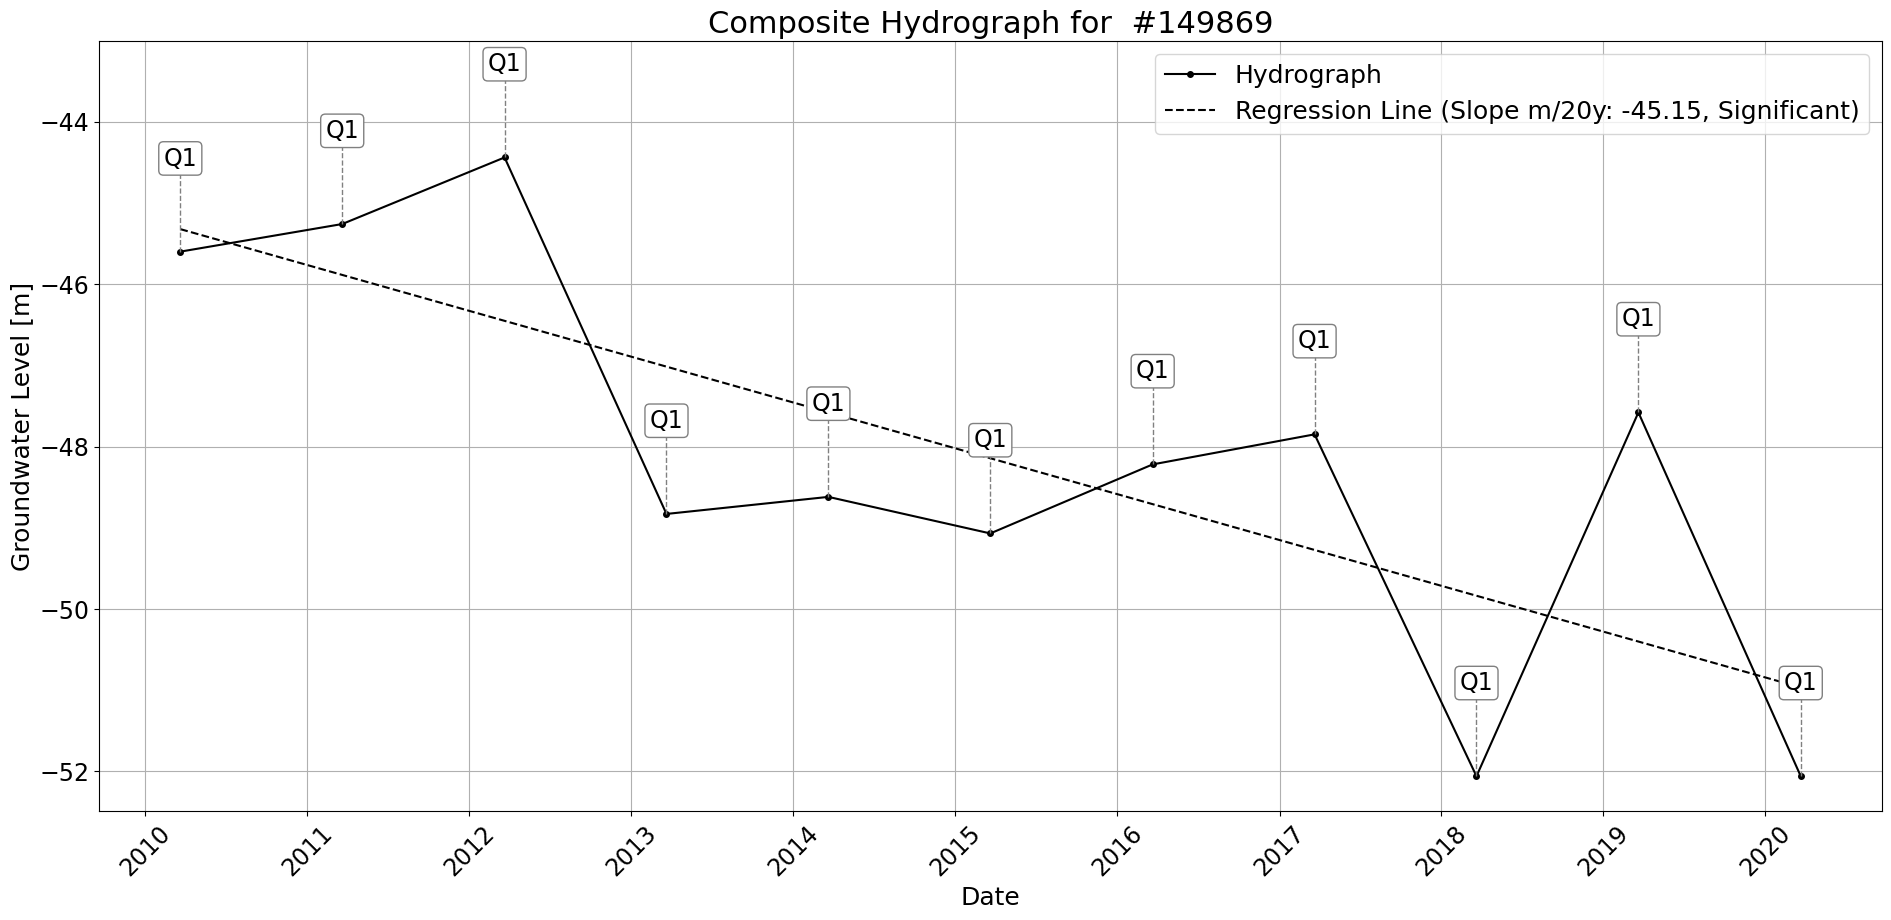 Composite Hydrograph for  #149869
Hydrograph
Regression Line (Slope m/20y: -45.15, Significant)
Groundwater Level [m]
−44
−46
−48
−50
−52
Q1
Q1
Q1
Q1
Q1
Q1
Q1
Q1
Q1
Q1
Q1
2010
2011
2012
2013
2014
2015
2016
2017
2018
2019
2020
Date